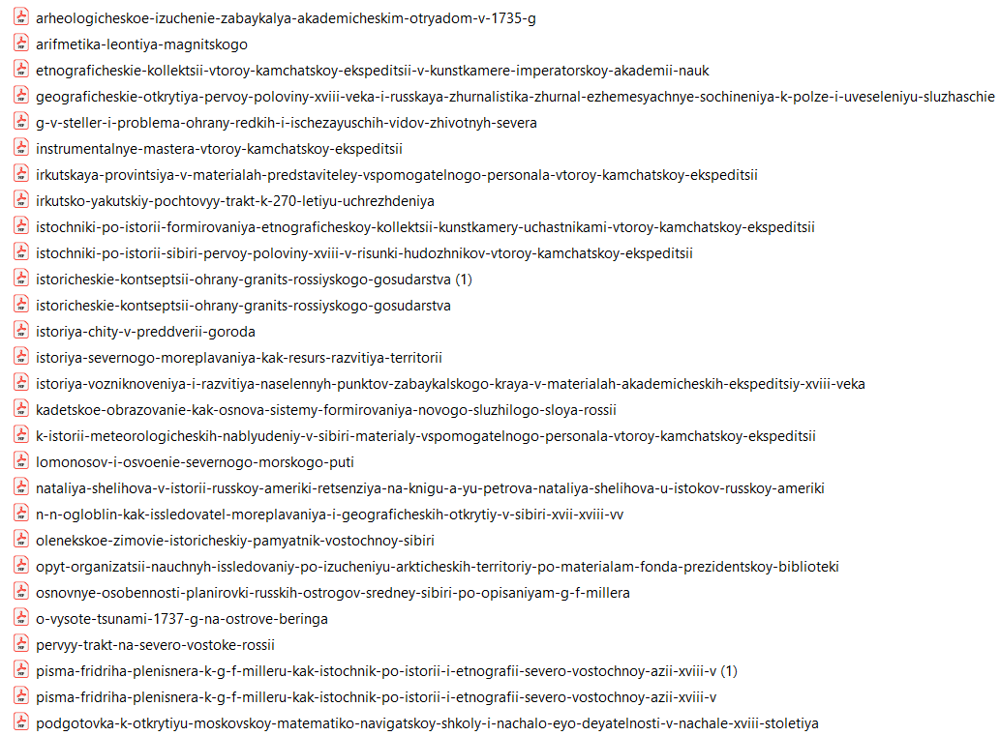 arheologicheskoe-izuchenie-zabaykalya-akademicheskim-otryadom-v-1735-g
arifmetika-leontiya-magnitskogo
etnograficheskie-kollektsii-vtoroy-kamchatskoy-ekspeditsii-v-kunstkamere-imperatorskoy-akademii-nauk
geograficheskie-otkrytiya-pervoy-poloviny-xviii-veka-i-russkaya-zhurnalistika-zhurnal-ezhemesyachnye-sochineniya-k-polze-i-uveseleniyu-sluzhaschie
g-v-steller-i-problema-ohrany-redkih-i-ischezayuschih-vidov-zhivotnyh-severa
instrumentalnye-mastera-vtoroy-kamchatskoy-ekspeditsii
irkutskaya-provintsiya-v-materialah-predstaviteley-vspomogatelnogo-personala-vtoroy-kamchatskoy-ekspeditsii
irkutsko-yakutskiy-pochtovyy-trakt-k-270-letiyu-uchrezhdeniya
istochniki-po-istorii-formirovaniya-etnograficheskoy-kollektsii-kunstkamery-uchastnikami-vtoroy-kamchatskoy-ekspeditsii
istochniki-po-istorii-sibiri-pervoy-poloviny-xviii-v-risunki-hudozhnikov-vtoroy-kamchatskoy-ekspeditsii
istoricheskie-kontseptsii-ohrany-granits-rossiyskogo-gosudarstva (1)
istoricheskie-kontseptsii-ohrany-granits-rossiyskogo-gosudarstva
istoriya-chity-v-preddverii-goroda
istoriya-severnogo-moreplavaniya-kak-resurs-razvitiya-territorii
istoriya-vozniknoveniya-i-razvitiya-naselennyh-punktov-zabaykalskogo-kraya-v-materialah-akademicheskih-ekspeditsiy-xviii-veka
kadetskoe-obrazovanie-kak-osnova-sistemy-formirovaniya-novogo-sluzhilogo-sloya-rossii
k-istorii-meteorologicheskih-nablyudeniy-v-sibiri-materialy-vspomogatelnogo-personala-vtoroy-kamchatskoy-ekspeditsii
lomonosov-i-osvoenie-severnogo-morskogo-puti
nataliya-shelihova-v-istorii-russkoy-ameriki-retsenziya-na-knigu-a-yu-petrova-nataliya-shelihova-u-istokov-russkoy-ameriki
n-n-ogloblin-kak-issledovatel-moreplavaniya-i-geograficheskih-otkrytiy-v-sibiri-xvii-xviii-vv
olenekskoe-zimovie-istoricheskiy-pamyatnik-vostochnoy-sibiri
opyt-organizatsii-nauchnyh-issledovaniy-po-izucheniyu-arkticheskih-territoriy-po-materialam-fonda-prezidentskoy-biblioteki
osnovnye-osobennosti-planirovki-russkih-ostrogov-sredney-sibiri-po-opisaniyam-g-f-millera
o-vysote-tsunami-1737-g-na-ostrove-beringa
pervyy-trakt-na-severo-vostoke-rossii
pisma-fridriha-plenisnera-k-g-f-milleru-kak-istochnik-po-istorii-i-etnografii-severo-vostochnoy-azii-xviii-v (1)
pisma-fridriha-plenisnera-k-g-f-milleru-kak-istochnik-po-istorii-i-etnografii-severo-vostochnoy-azii-xviii-v
podgotovka-k-otkrytiyu-moskovskoy-matematiko-navigatskoy-shkoly-i-nachalo-eyo-deyatelnosti-v-nachale-xviii-stoletiya